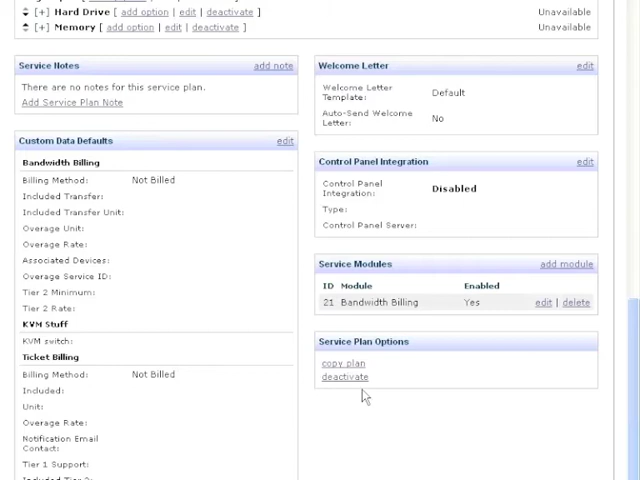 [+] Hard Drive [ add option | edit | deactivate ] Unavailable
[+] Memory [ add option | edit | deactivate ] Unavailable
Service Notes add note
There are no notes for this service plan.
Add Service Plan Note
Custom Data Defaults edit
Bandwidth Billing
Billing Method: Not Billed
Included Transfer:
Included Transfer Unit:
Overage Unit:
Overage Rate:
Associated Devices:
Overage Service ID:
Tier 2 Minimum:
Tier 2 Rate:
KVM Stuff
KVM switch:
Ticket Billing
Billing Method: Not Billed
Included:
Unit:
Overage Rate:
Notification Email
Contact:
Tier 1 Support:
Welcome Letter edit
Welcome Letter
Template: Default
Auto-Send Welcome
Letter: No
Control Panel Integration edit
Control Panel
Integration: Disabled
Type:
Control Panel Server:
Service Modules add module
ID Module Enabled
21 Bandwidth Billing Yes edit | delete
Service Plan Options
copy plan
deactivate